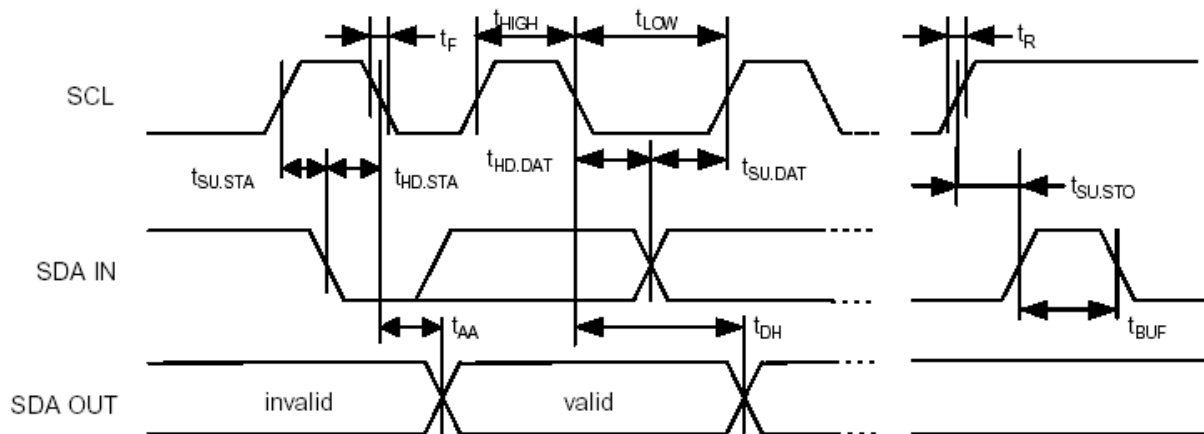 tF
tHIGH
tLOW
tR
SCL
tSU.STA
tHD.STA
tHD.DAT
tSU.DAT
tSU.STO
SDA IN
tAA
tDH
tBUF
SDA OUT
invalid
valid